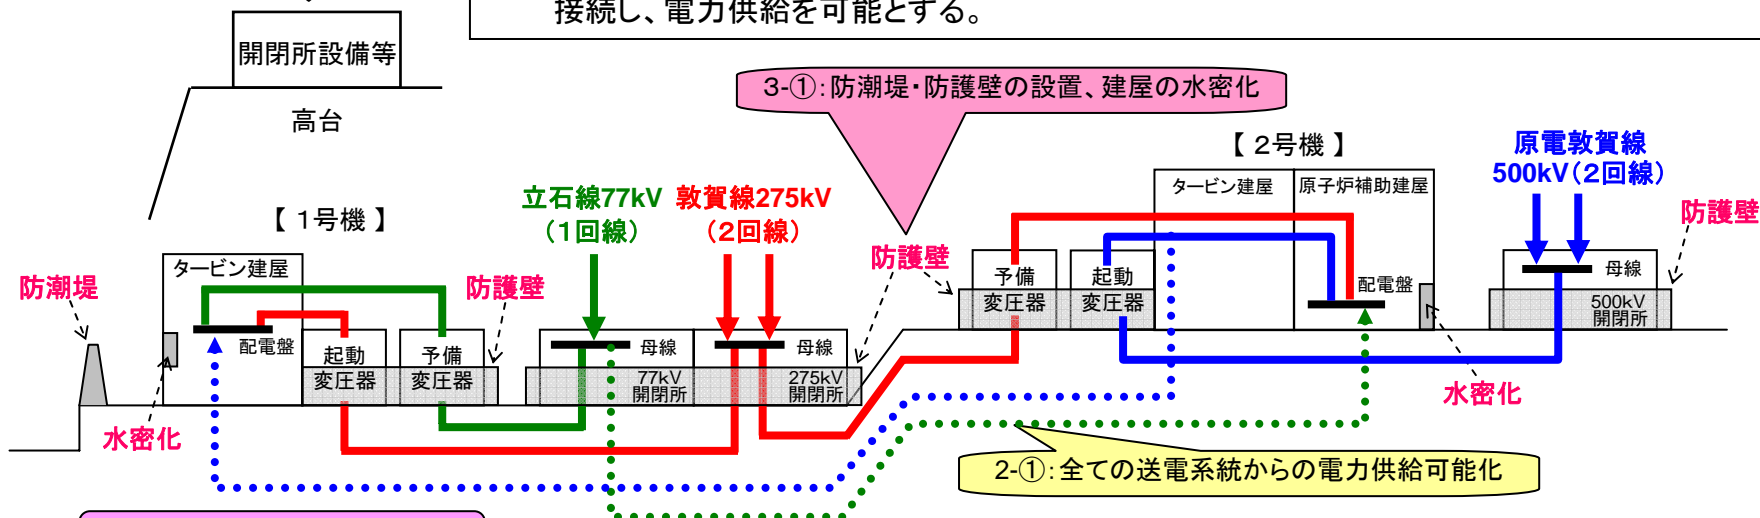 接続し、電力供給を可能とする。
開閉所設備等
高台
3-①:防潮堤・防護壁の設置、建屋の水密化
【 2号機 】
原電敦賀線
500kV(2回線)
タービン建屋
原子炉補助建屋
立石線77kV
(1回線)
敦賀線275kV
(2回線)
防護壁
【 1号機 】
タービン建屋
防潮堤
防護壁
防護壁
予備
変圧器
起動
変圧器
配電盤
母線
500kV
開閉所
配電盤
起動
変圧器
予備
変圧器
母線
77kV
開閉所
母線
275kV
開閉所
水密化
水密化
2-①:全ての送電系統からの電力供給可能化